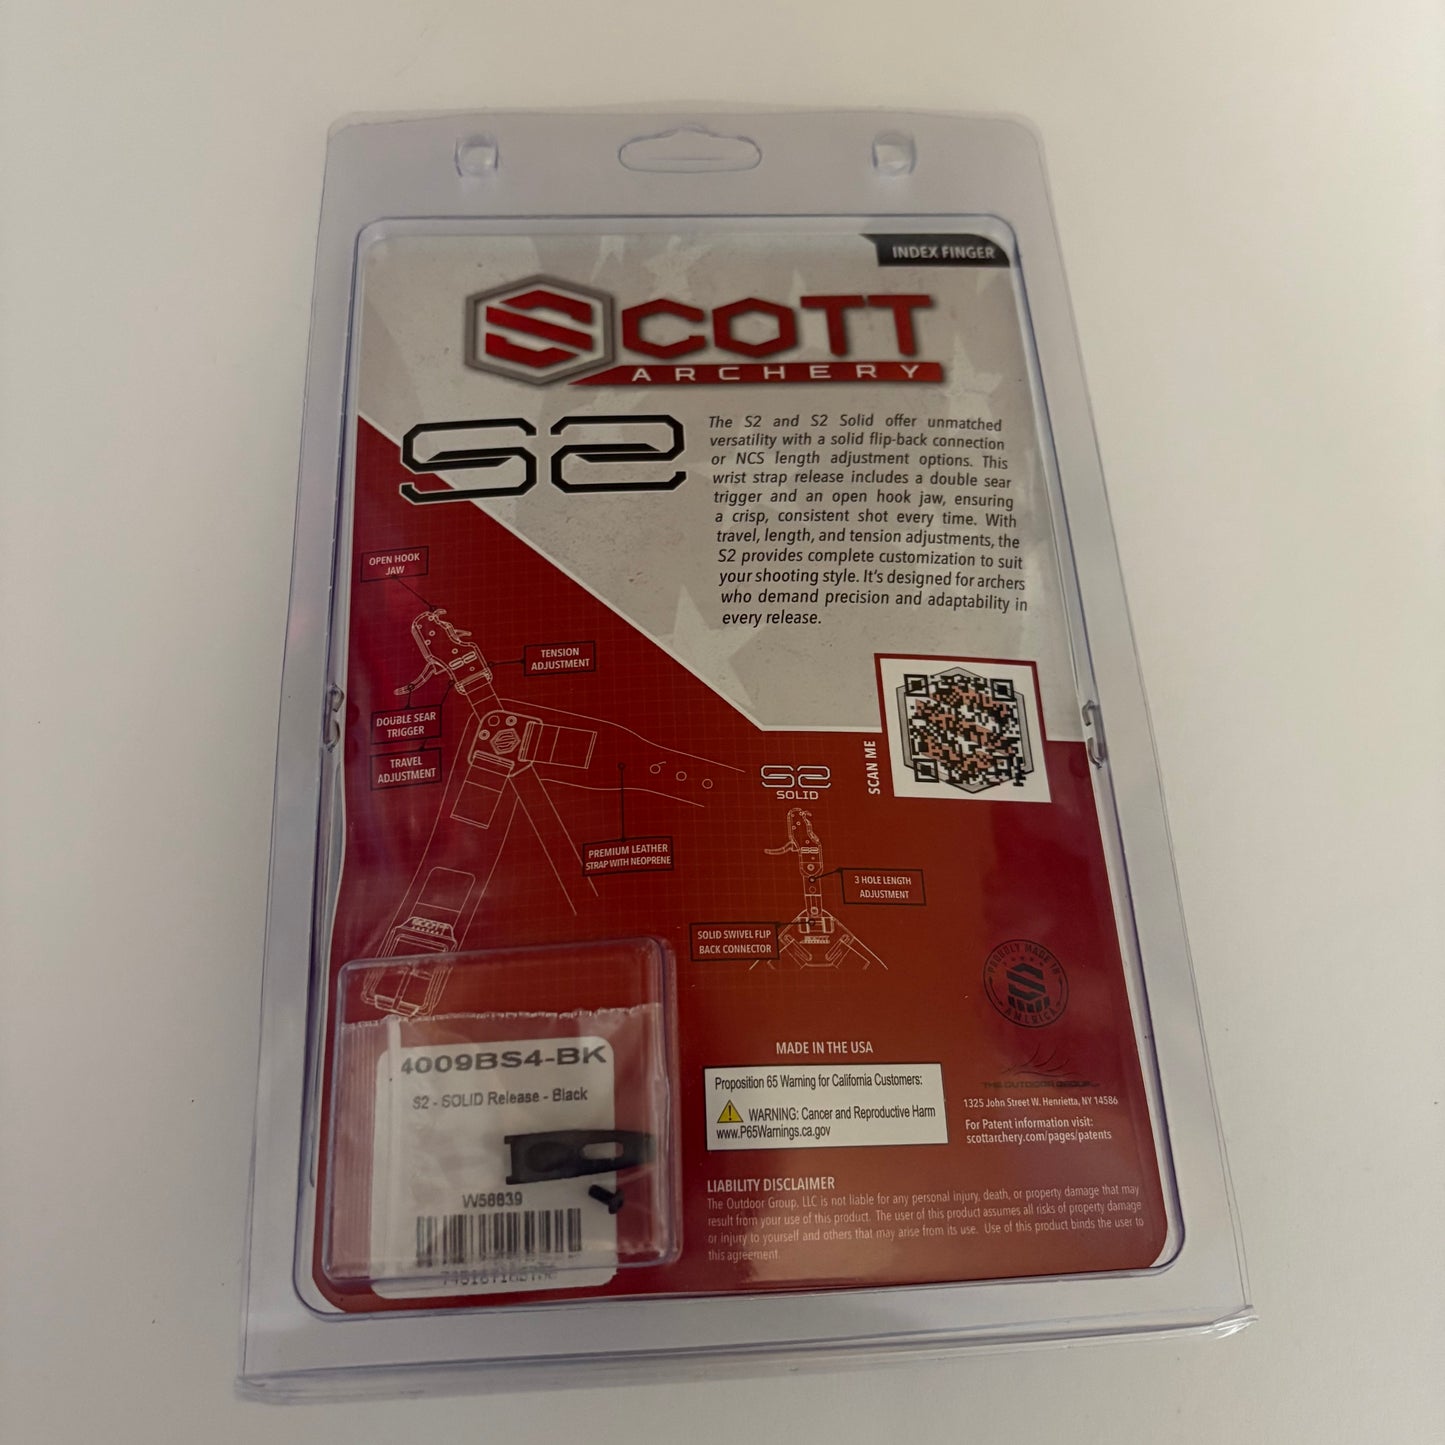 INDEX FINGER
SCOTT
ARCHERY
S2
The S2 and S2 Solid offer unmatched
versatility with a solid flip-back connection
or NCS length adjustment options. This
wrist strap release includes a double sear
trigger and an open hook jaw, ensuring
a crisp, consistent shot every time. With
travel, length, and tension adjustments, the
S2 provides complete customization to suit
your shooting style. It's designed for archers
who demand precision and adaptability in
every release.
OPEN HOOK
JAW
TENSION
ADJUSTMENT
DOUBLE SEAR
TRIGGER
TRAVEL
ADJUSTMENT
PREMIUM LEATHER
STRAP WITH NEOPRENE
SCOTT
ARCHERY
SCAN ME
S2
SOLID
3 HOLE LENGTH
ADJUSTMENT
SOLID SWIVEL FLIP
BACK CONNECTOR
PROUDLY MADE IN
AMERICA
4009BS4-BK
S2 - SOLID Release - Black
W58839
MADE IN THE USA
Proposition 65 Warning for California Customers:
WARNING: Cancer and Reproductive Harm
www.P65Warnings.ca.gov
THE OUTDOOR GROUP
1325 John Street W. Henrietta, NY 14586
For Patent information visit:
scottarchery.com/pages/patents
LIABILITY DISCLAIMER
The Outdoor Group, LLC is not liable for any personal injury, death, or property damage that may
result from your use of this product. The user of this product assumes all risks of property damage
or injury to yourself and others that may arise from its use. Use of this product binds the user to
this agreement